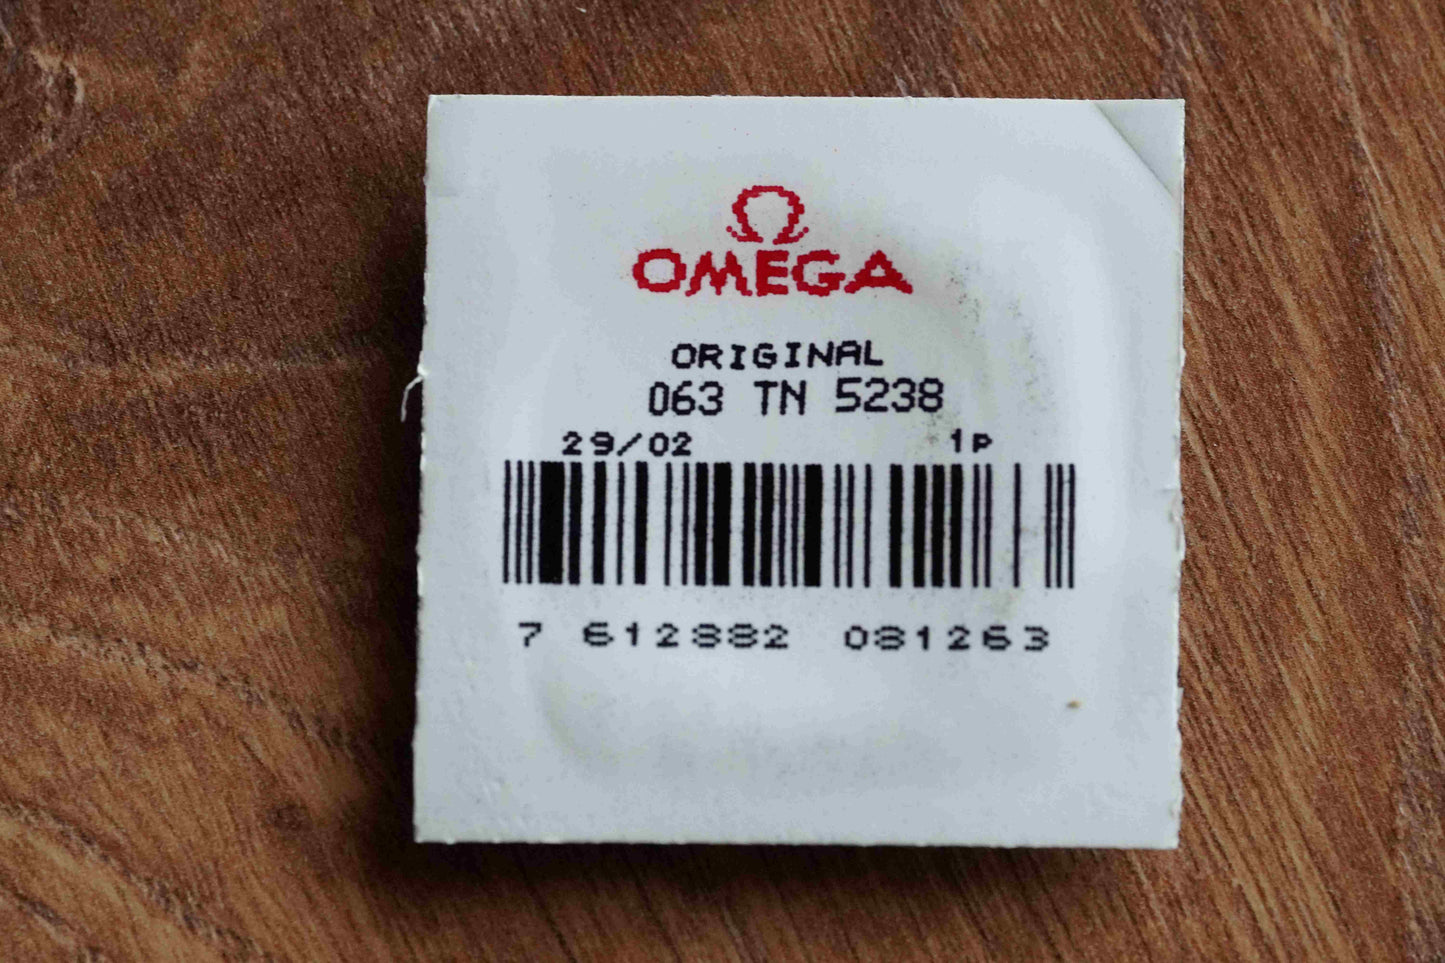 Ω
OMEGA
ORIGINAL
063 TN 5238
29/02 1P
7 612882 081263